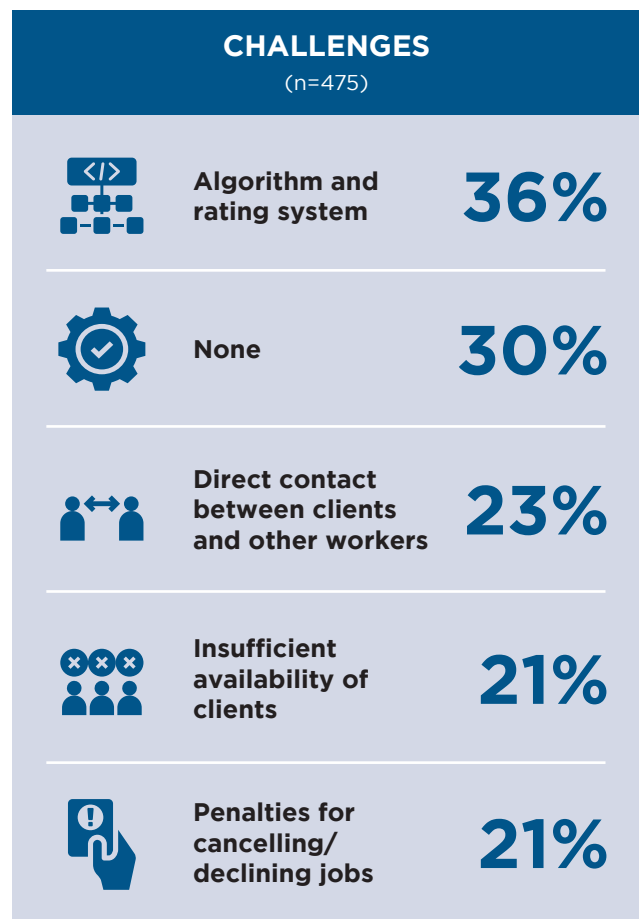 CHALLENGES
(n=475)
</>
Algorithm and
rating system
36%
None
30%
Direct contact
between clients
and other workers
23%
Insufficient
availability of
clients
21%
!
Penalties for
cancelling/
declining jobs
21%